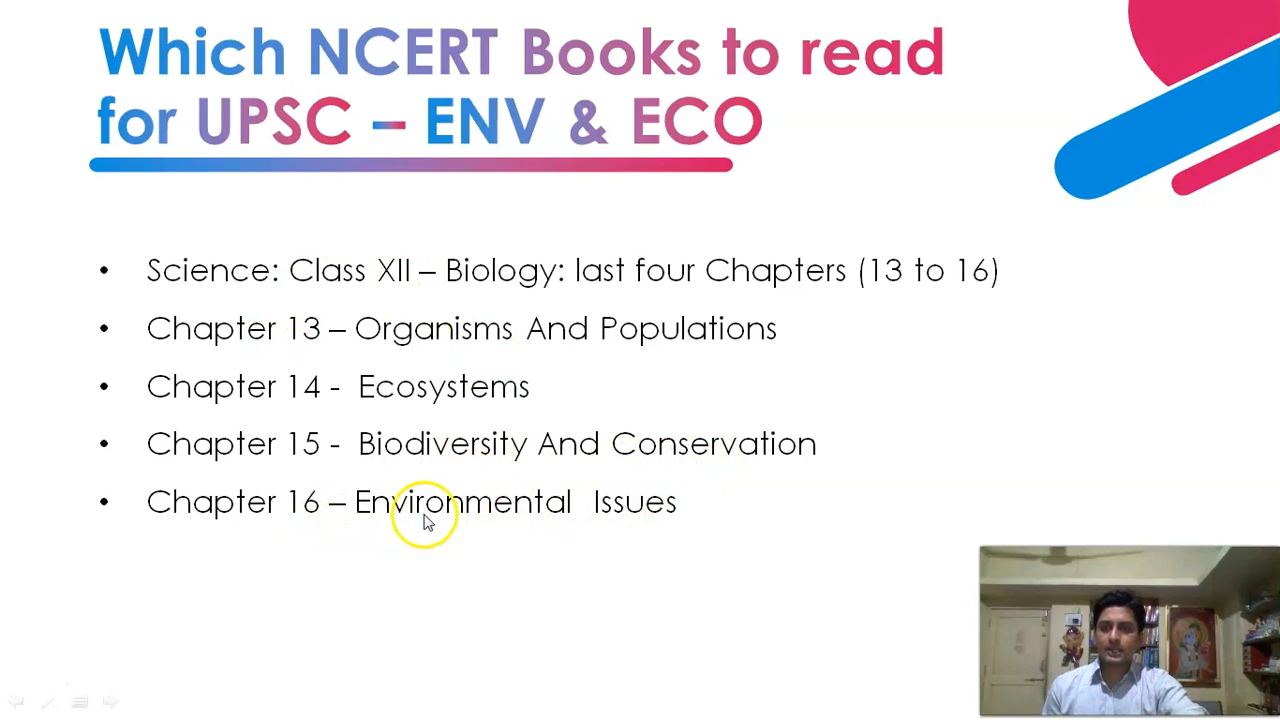 Which NCERT Books to read
for UPSC – ENV & ECO
• Science: Class XII – Biology: last four Chapters (13 to 16)
• Chapter 13 – Organisms And Populations
• Chapter 14 - Ecosystems
• Chapter 15 - Biodiversity And Conservation
• Chapter 16 – Environmental Issues